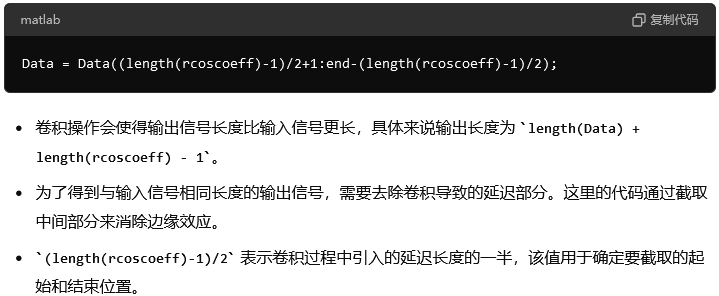 matlab
复制代码
Data = Data((length(rcoscoeff)-1)/2+1:end-(length(rcoscoeff)-1)/2);
• 卷积操作会使得输出信号长度比输入信号更长，具体来说输出长度为 `length(Data) +
length(rcoscoeff) - 1`。
• 为了得到与输入信号相同长度的输出信号，需要去除卷积导致的延迟部分。这里的代码通过截取
中间部分来消除边缘效应。
• `(length(rcoscoeff)-1)/2` 表示卷积过程中引入的延迟长度的一半，该值用于确定要截取的起
始和结束位置。